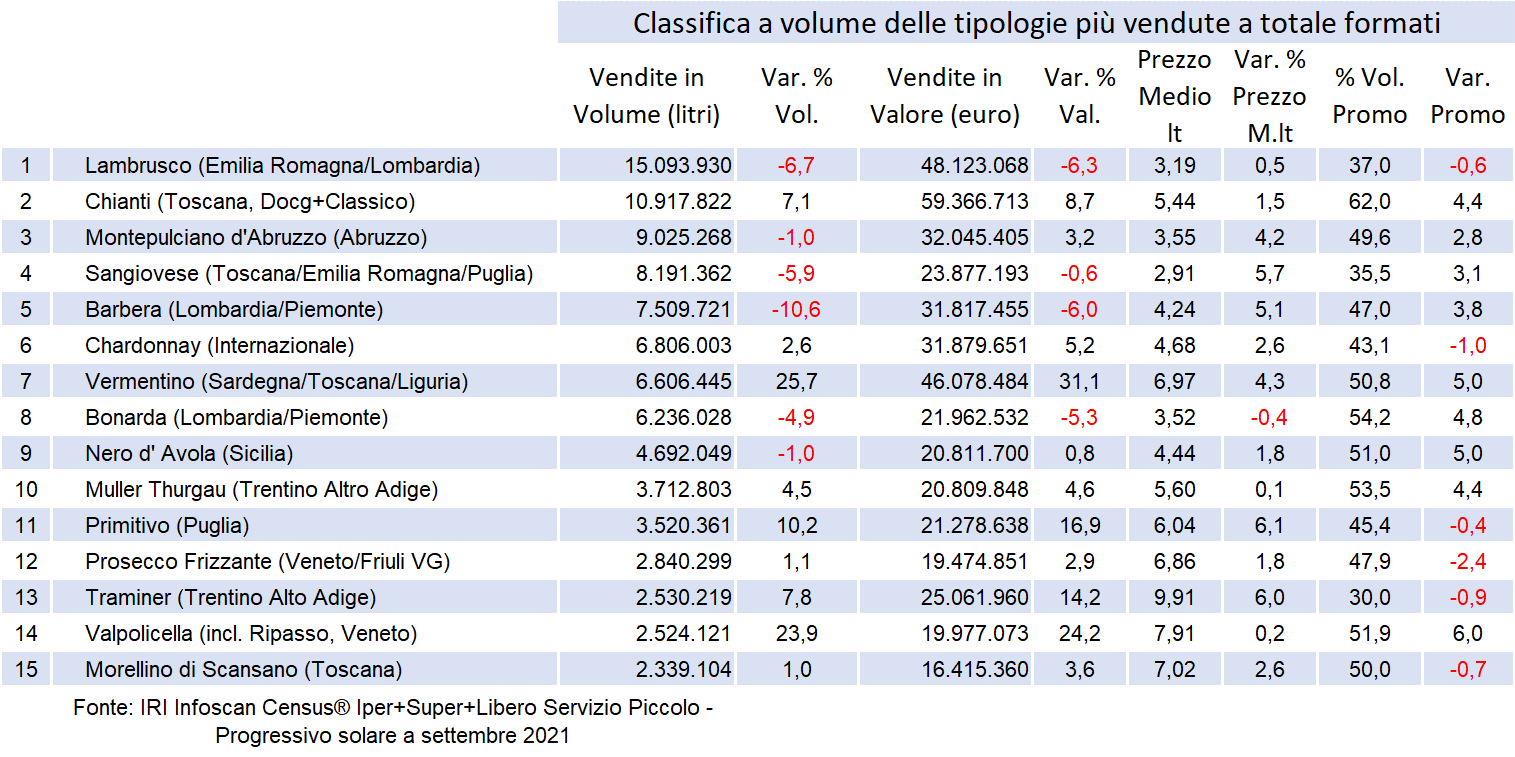 Classifica a volume delle tipologie più vendute a totale formati
Vendite in Volume (litri) Var. % Vol. Vendite in Valore (euro) Var. % Val. Prezzo Medio lt Var. % Prezzo M.lt % Vol. Promo Var. Promo
1 Lambrusco (Emilia Romagna/Lombardia) 15.093.930 -6,7 48.123.068 -6,3 3,19 0,5 37,0 -0,6
2 Chianti (Toscana, Docg+Classico) 10.917.822 7,1 59.366.713 8,7 5,44 1,5 62,0 4,4
3 Montepulciano d'Abruzzo (Abruzzo) 9.025.268 -1,0 32.045.405 3,2 3,55 4,2 49,6 2,8
4 Sangiovese (Toscana/Emilia Romagna/Puglia) 8.191.362 -5,9 23.877.193 -0,6 2,91 5,7 35,5 3,1
5 Barbera (Lombardia/Piemonte) 7.509.721 -10,6 31.817.455 -6,0 4,24 5,1 47,0 3,8
6 Chardonnay (Internazionale) 6.806.003 2,6 31.879.651 5,2 4,68 2,6 43,1 -1,0
7 Vermentino (Sardegna/Toscana/Liguria) 6.606.445 25,7 46.078.484 31,1 6,97 4,3 50,8 5,0
8 Bonarda (Lombardia/Piemonte) 6.236.028 -4,9 21.962.532 -5,3 3,52 -0,4 54,2 4,8
9 Nero d' Avola (Sicilia) 4.692.049 -1,0 20.811.700 0,8 4,44 1,8 51,0 5,0
10 Muller Thurgau (Trentino Altro Adige) 3.712.803 4,5 20.809.848 4,6 5,60 0,1 53,5 4,4
11 Primitivo (Puglia) 3.520.361 10,2 21.278.638 16,9 6,04 6,1 45,4 -0,4
12 Prosecco Frizzante (Veneto/Friuli VG) 2.840.299 1,1 19.474.851 2,9 6,86 1,8 47,9 -2,4
13 Traminer (Trentino Alto Adige) 2.530.219 7,8 25.061.960 14,2 9,91 6,0 30,0 -0,9
14 Valpolicella (incl. Ripasso, Veneto) 2.524.121 23,9 19.977.073 24,2 7,91 0,2 51,9 6,0
15 Morellino di Scansano (Toscana) 2.339.104 1,0 16.415.360 3,6 7,02 2,6 50,0 -0,7
Fonte: IRI Infoscan Census® Iper+Super+Libero Servizio Piccolo -
Progressivo solare a settembre 2021